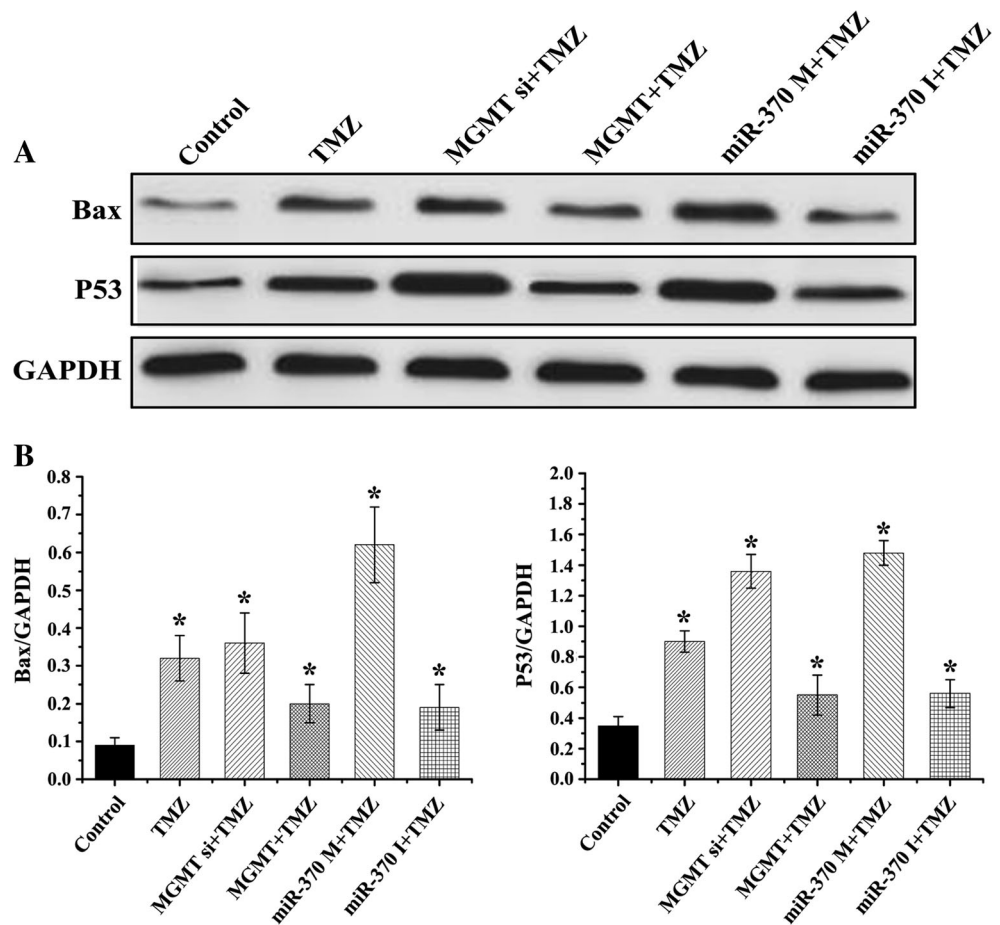 A
Control
TMZ
MGMT si+TMZ
MGMT+TMZ
miR-370 M+TMZ
miR-370 I+TMZ
Bax
P53
GAPDH
B
Bax/GAPDH
0.8
0.7
0.6
0.5
0.4
0.3
0.2
0.1
0.0
*
*
*
*
*
Control
TMZ
MGMT si+TMZ
MGMT+TMZ
miR-370 M+TMZ
miR-370 I+TMZ
P53/GAPDH
2.0
1.8
1.6
1.4
1.2
1.0
0.8
0.6
0.4
0.2
0.0
*
*
*
*
*
Control
TMZ
MGMT si+TMZ
MGMT+TMZ
miR-370 M+TMZ
miR-370 I+TMZ